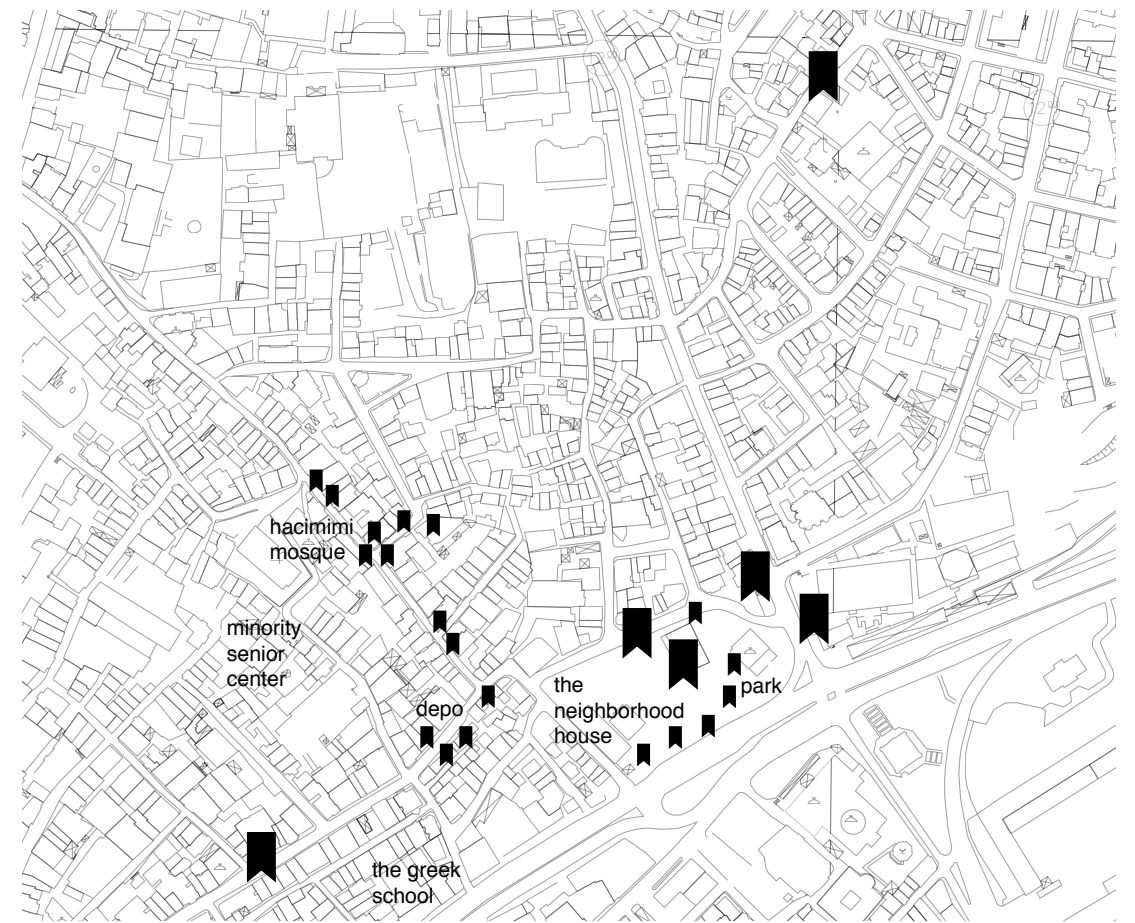 hacimimi
mosque
minority
senior
center
the
neighborhood
house
park
depo
the greek
school